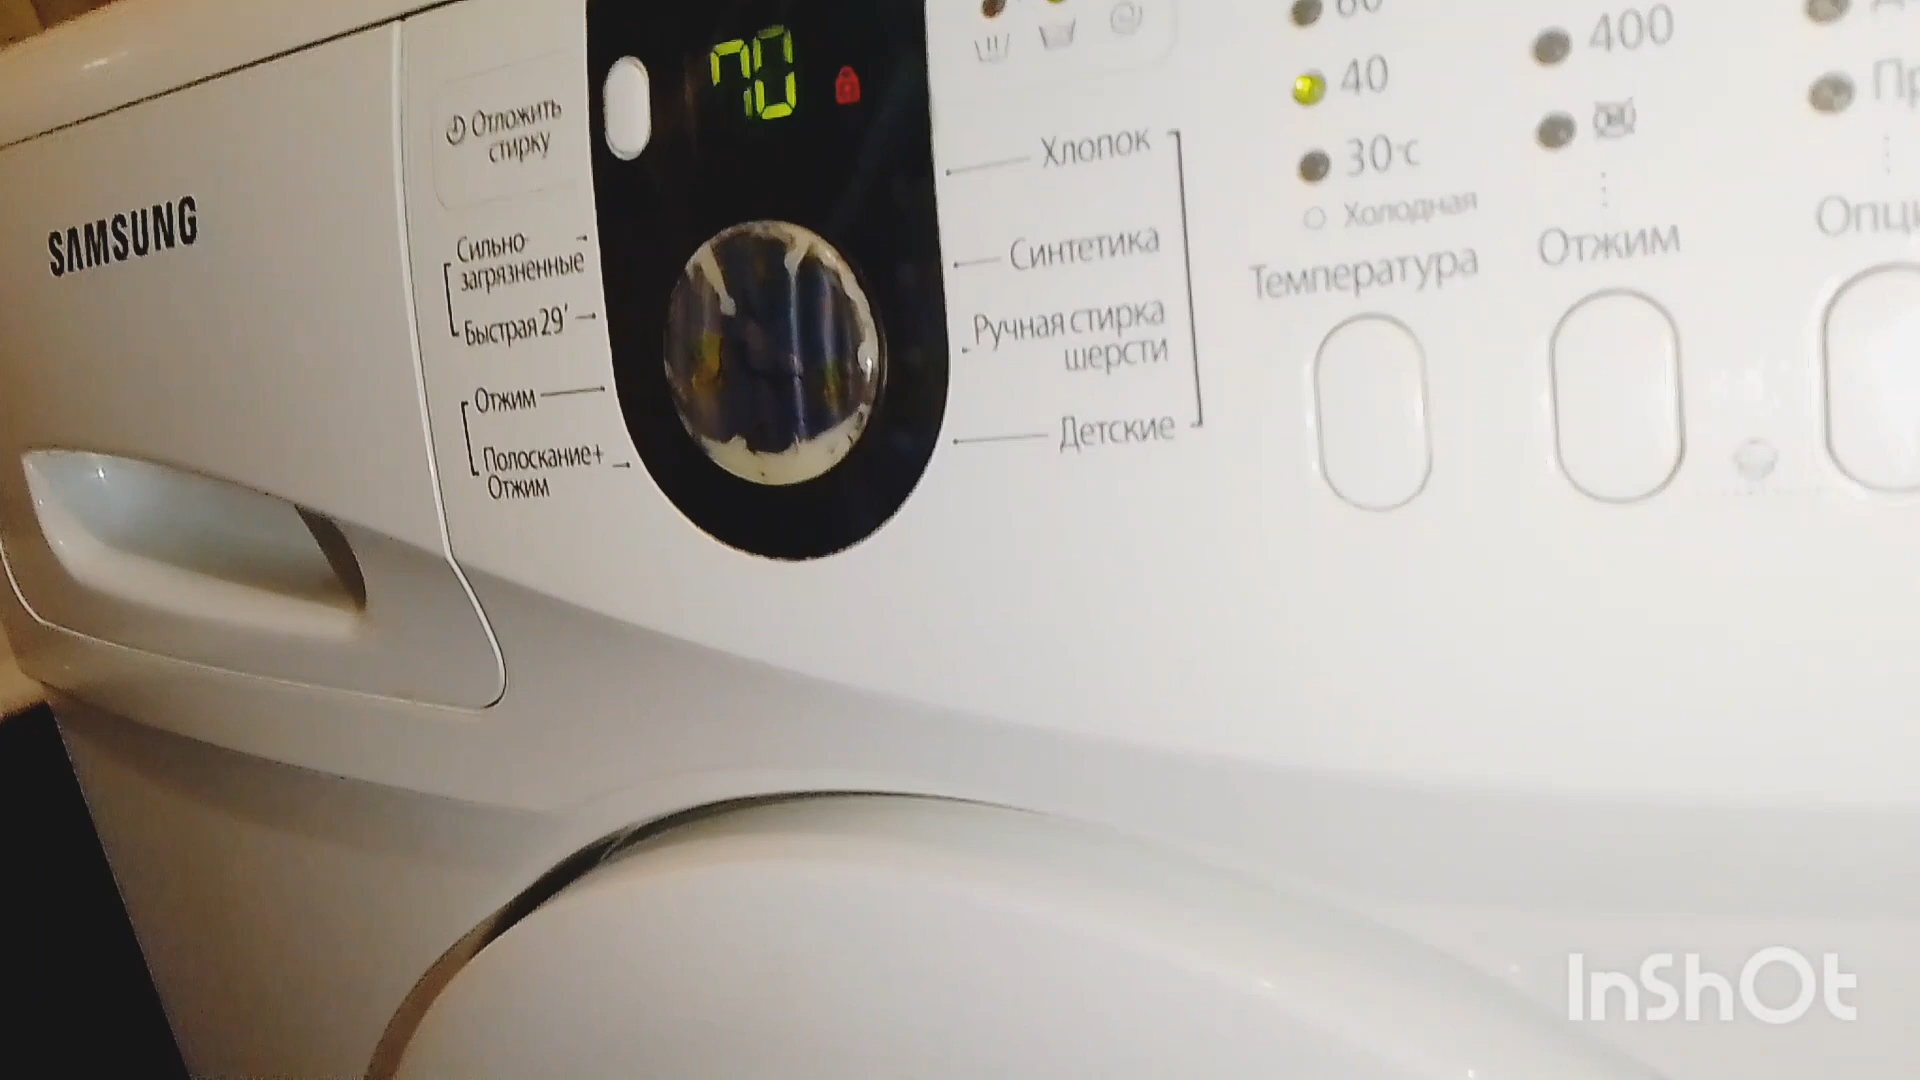 SAMSUNG
Отложить
стирку
70
Сильно-
загрязненные
Быстрая 29'
Отжим
Полоскание+
Отжим
Хлопок
Синтетика
Ручная стирка
шерсти
Детские
60
40
30°C
Холодная
Температура
400
Отжим
InShOt